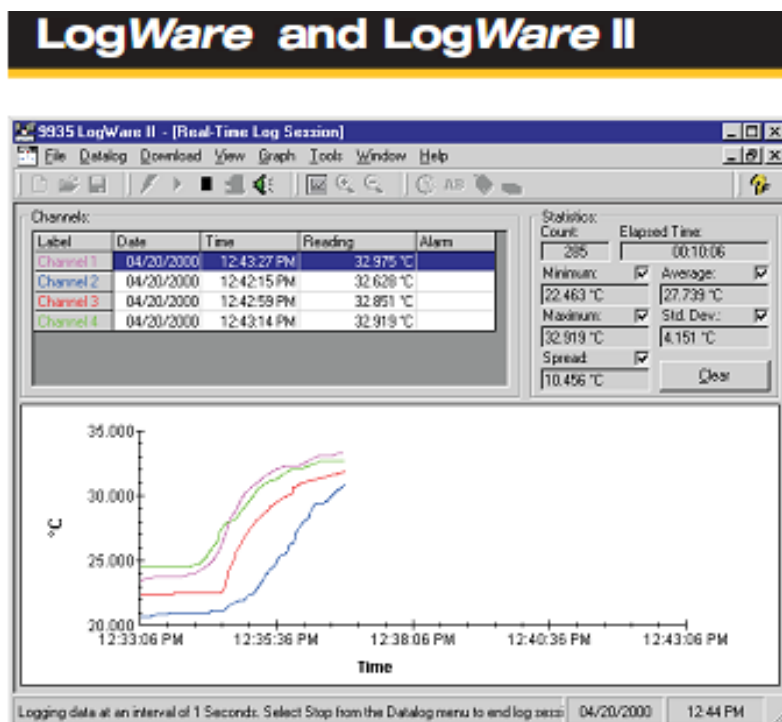 LogWare and LogWare II
9935 LogWare II - [Real-Time Log Session]
File Datalog Download View Graph Tools Window Help
Channels:
Label Date Time Reading Alarm
Channel 1 04/20/2000 12:43:27 PM 32.975 °C
Channel 2 04/20/2000 12:42:15 PM 32.628 °C
Channel 3 04/20/2000 12:42:59 PM 32.851 °C
Channel 4 04/20/2000 12:43:14 PM 32.919 °C
Statistics:
Count: Elapsed Time:
285 00:10:06
Minimum: Average:
22.463 °C 27.739 °C
Maximum: Std. Dev.:
32.919 °C 4.151 °C
Spread
10.456 °C Clear
35.000
30.000
°C
25.000
20.000
12:33:06 PM 12:35:36 PM 12:38:06 PM 12:40:36 PM 12:43:06 PM
Time
Logging data at an interval of 1 Seconds. Select Stop from the Datalog menu to end log sessi 04/20/2000 12:44 PM